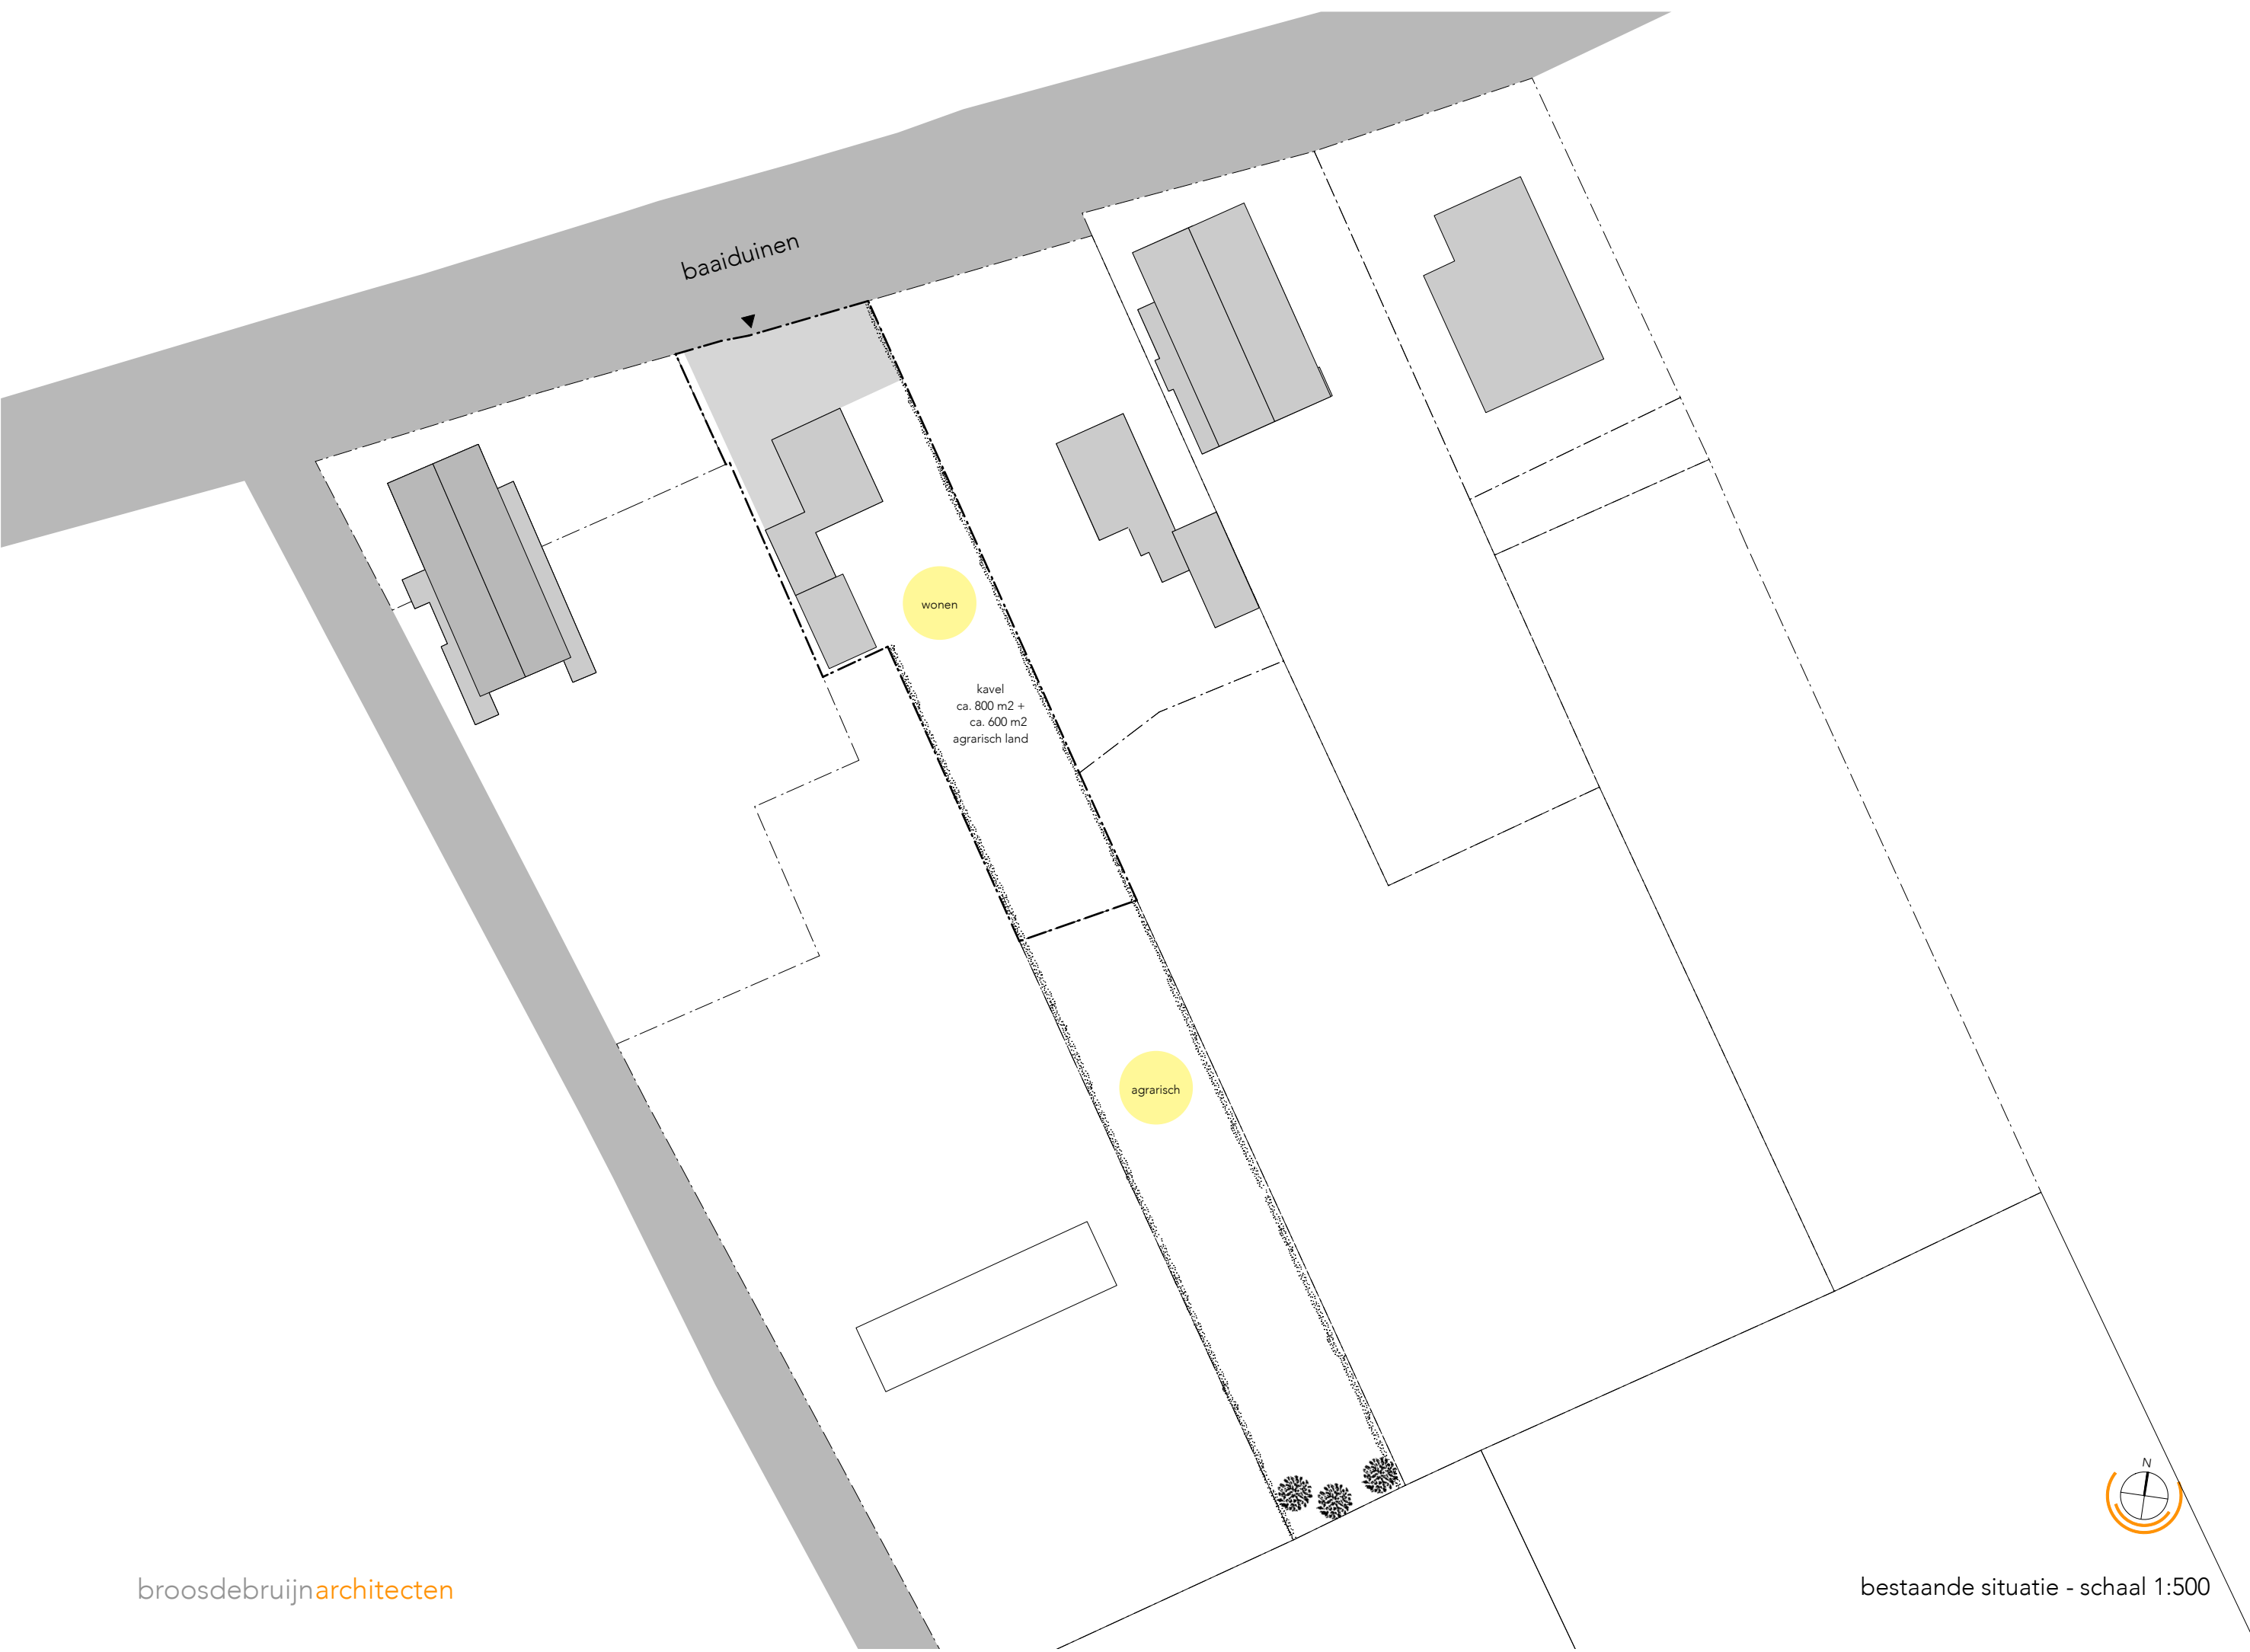 baaiduinen
wonen
kavel
ca. 800 m2 +
ca. 600 m2
agrarisch land
agrarisch
N
broosdebruijnarchitecten
bestaande situatie - schaal 1:500